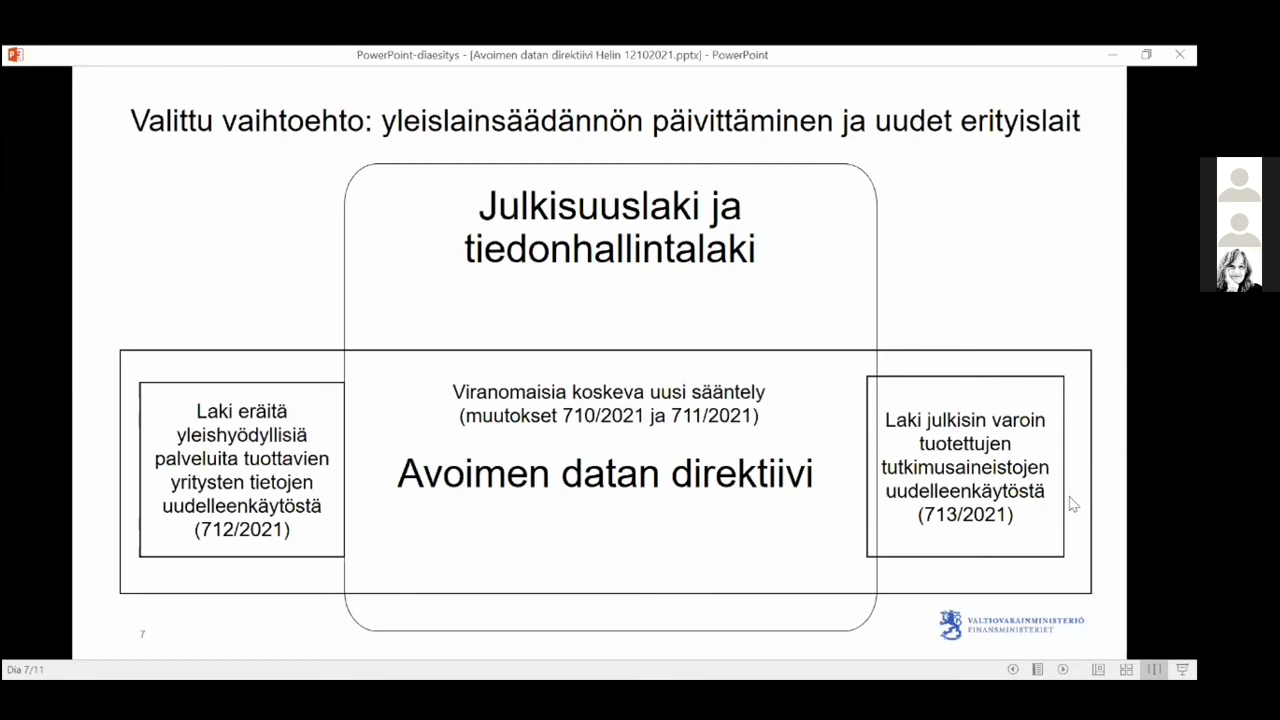 PowerPoint-diaesitys - [Avoimen datan direktiivi Helin 12102021.pptx] - PowerPoint
Valittu vaihtoehto: yleislainsäädännön päivittäminen ja uudet erityislait
Julkisuuslaki ja
tiedonhallintalaki
Viranomaisia koskeva uusi sääntely
(muutokset 710/2021 ja 711/2021)
Avoimen datan direktiivi
Laki eräitä
yleishyödyllisiä
palveluita tuottavien
yritysten tietojen
uudelleenkäytöstä
(712/2021)
Laki julkisin varoin
tuotettujen
tutkimusaineistojen
uudelleenkäytöstä
(713/2021)
7
VALTIOVARAINMINISTERIÖ
FINANSMINISTERIET
Dia 7/11